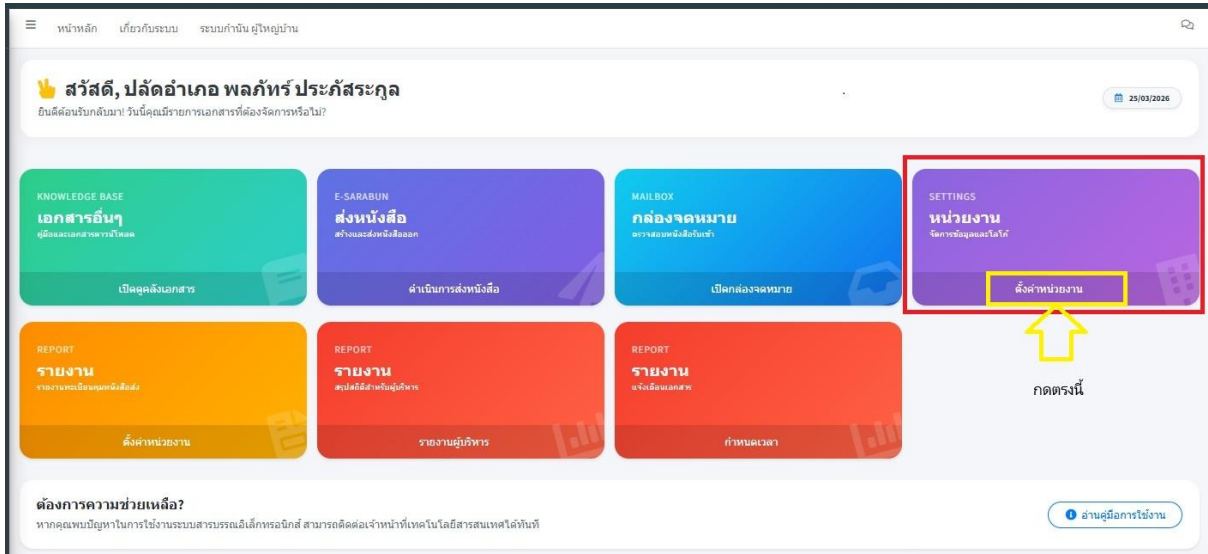 หน้าหลัก เกี่ยวกับระบบ ระบบกำนัน ผู้ใหญ่บ้าน
สวัสดี, ปลัดอำเภอ พลภัทร์ ประภัสระกูล
ยินดีต้อนรับกลับมา! วันนี้คุณมีรายการเอกสารที่ต้องจัดการหรือไม่?
25/03/2026
KNOWLEDGE BASE
เอกสารอื่นๆ
คู่มือและเอกสารดาวน์โหลด
เปิดดูคลังเอกสาร
E-SARABUN
ส่งหนังสือ
สร้างและส่งหนังสือออก
ดำเนินการส่งหนังสือ
MAILBOX
กล่องจดหมาย
ตรวจสอบหนังสือรับเข้า
เปิดกล่องจดหมาย
SETTINGS
หน่วยงาน
จัดการข้อมูลและโลโก้
ตั้งค่าหน่วยงาน
กดตรงนี้
REPORT
รายงาน
รายงานทะเบียนคุมหนังสือส่ง
ตั้งค่าหน่วยงาน
REPORT
รายงาน
สรุปสถิติสำหรับผู้บริหาร
รายงานผู้บริหาร
REPORT
รายงาน
แจ้งเตือนเอกสาร
กำหนดเวลา
ต้องการความช่วยเหลือ?
หากคุณพบปัญหาในการใช้งานระบบสารบรรณอิเล็กทรอนิกส์ สามารถติดต่อเจ้าหน้าที่เทคโนโลยีสารสนเทศได้ทันที
อ่านคู่มือการใช้งาน